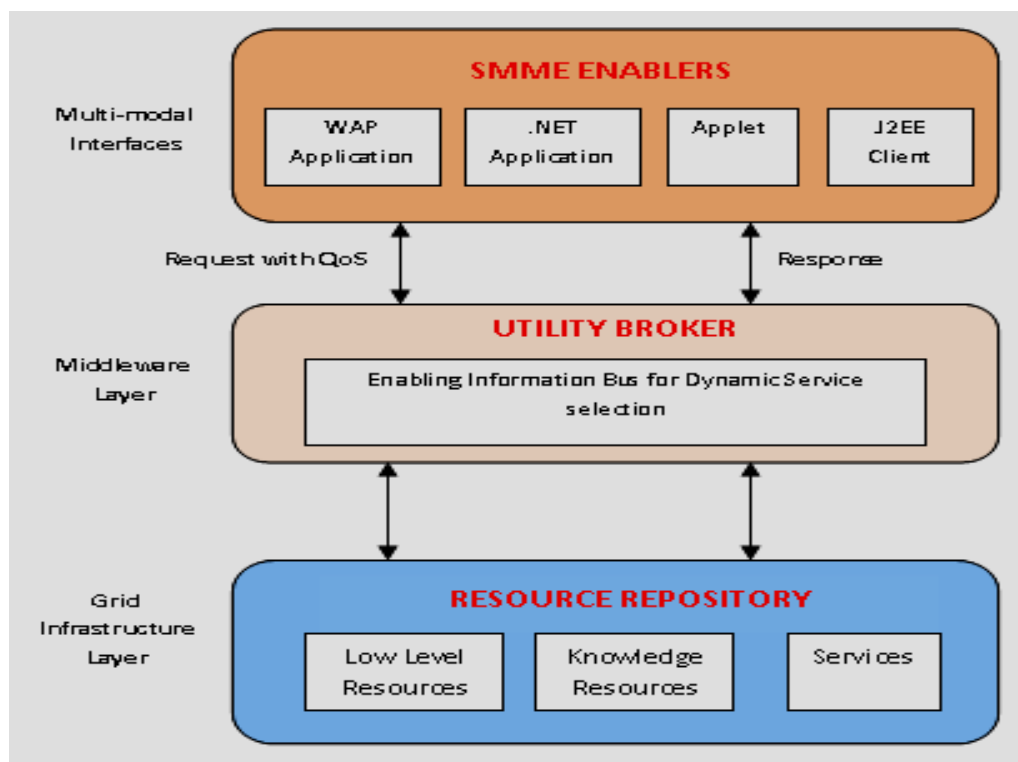 SMME ENABLERS
Multi-modal
Interfaces
WAP
Application
.NET
Application
Applet
J2EE
Client
Request with QoS
Response
UTILITY BROKER
Middleware
Layer
Enabling Information Bus for Dynamic Service
selection
RESOURCE REPOSITORY
Grid
Infrastructure
Layer
Low Level
Resources
Knowledge
Resources
Services